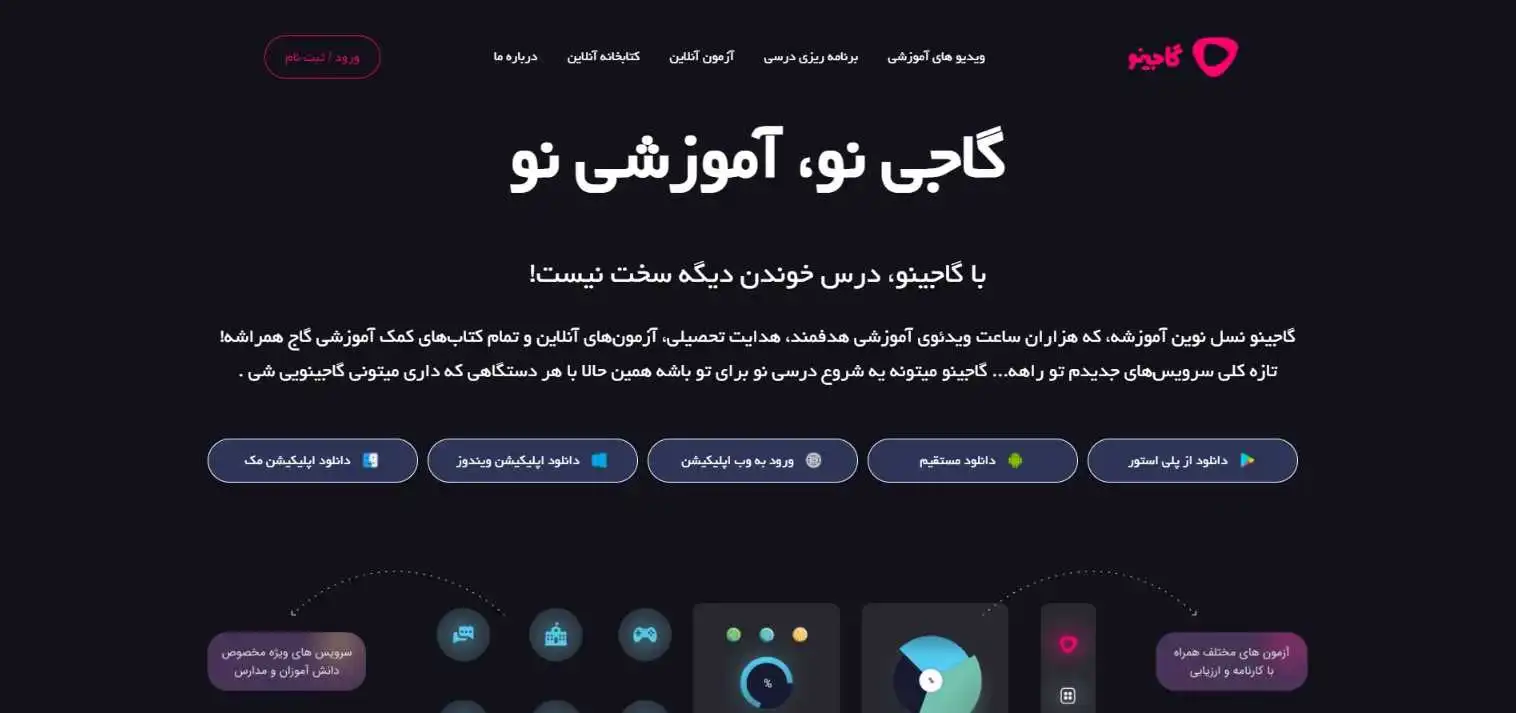 گاجینو
ویدیو های آموزشی
برنامه ریزی درسی
آزمون آنلاین
کتابخانه آنلاین
درباره ما
ورود / ثبت-نام
گاجی نو، آموزشی نو
با گاجینو، درس خوندن دیگه سخت نیست!
گاجینو نسل نوین آموزشه، که هزاران ساعت ویدئوی آموزشی هدفمند، هدایت تحصیلی، آزمون‌های آنلاین و تمام کتاب‌های کمک آموزشی گاج همراشه!
تازه کلی سرویس‌های جدیدم تو راهه... گاجینو میتونه یه شروع درسی نو برای تو باشه همین حالا با هر دستگاهی که داری میتونی گاجینویی شی .
دانلود از پلی استور
دانلود مستقیم
ورود به وب اپلیکیشن
دانلود اپلیکیشن ویندوز
دانلود اپلیکیشن مک
آزمون های مختلف همراه
با کارنامه و ارزیابی
%
%
سرویس های ویژه مخصوص
دانش آموزان و مدارس